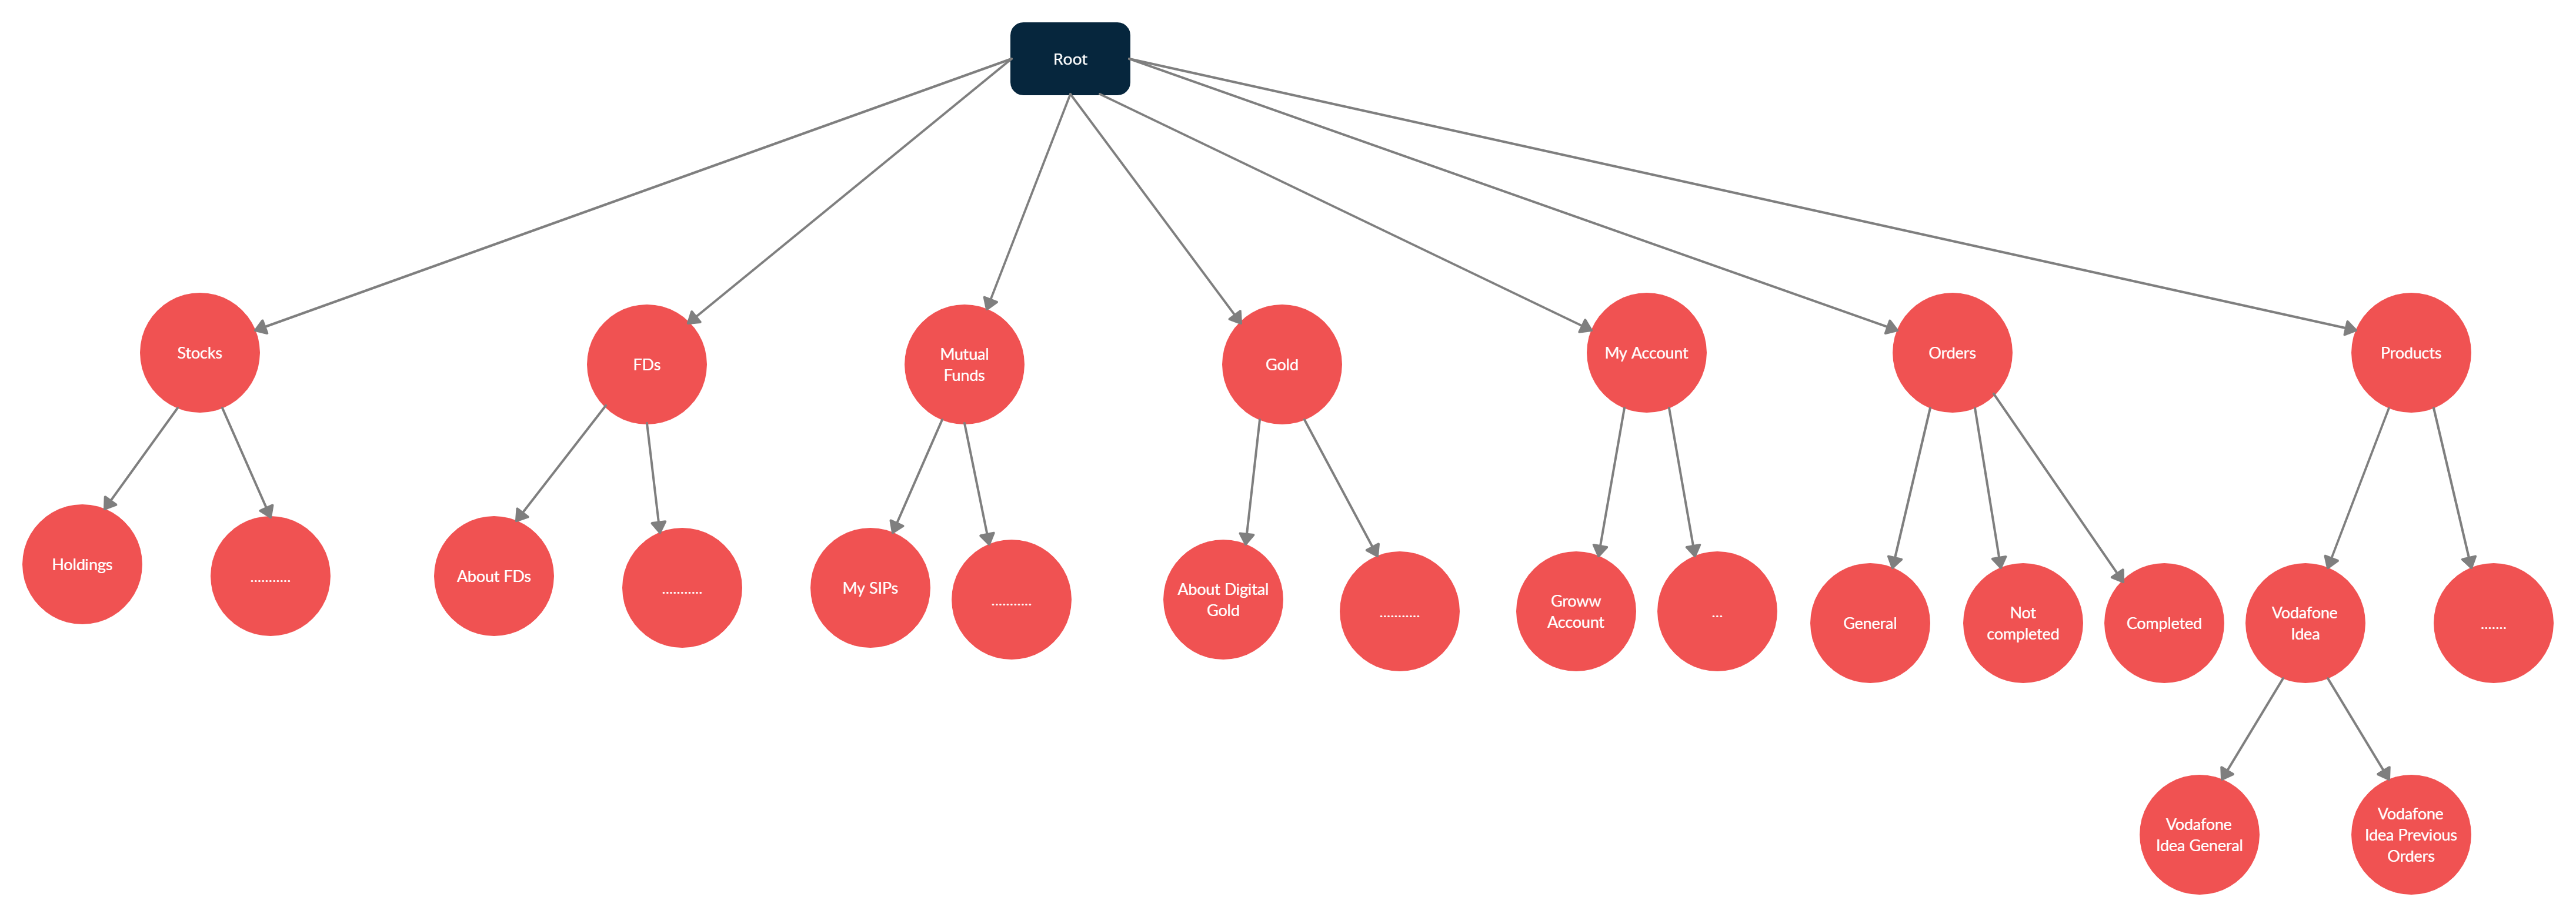 Root
Stocks
FDs
Mutual
Funds
Gold
My Account
Orders
Products
Holdings
...........
About FDs
...........
My SIPs
...........
About Digital
Gold
...........
Groww
Account
...
General
Not
completed
Completed
Vodafone
Idea
.......
Vodafone
Idea General
Vodafone
Idea Previous
Orders